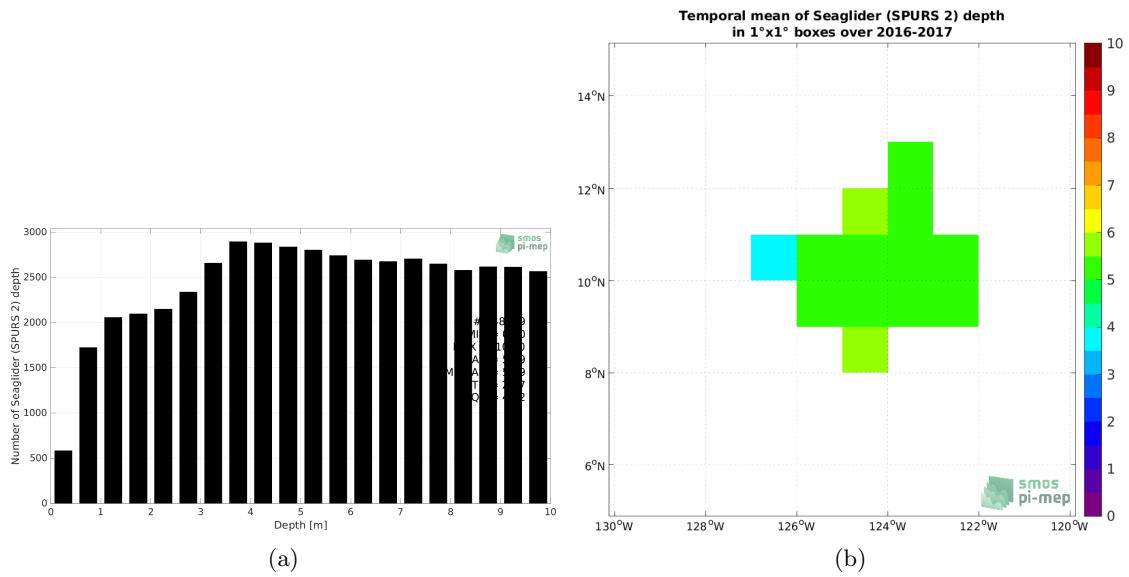 Temporal mean of Seaglider (SPURS 2) depth
in 1°x1° boxes over 2016-2017
Number of Seaglider (SPURS 2) depth
3000
2500
2000
1500
1000
500
0
smos
pi-mep
0 1 2 3 4 5 6 7 8 9 10
Depth [m]
(a)
14°N
12°N
10°N
8°N
6°N
130°W 128°W 126°W 124°W 122°W 120°W
smos
pi-mep
10
9
8
7
6
5
4
3
2
1
0
(b)